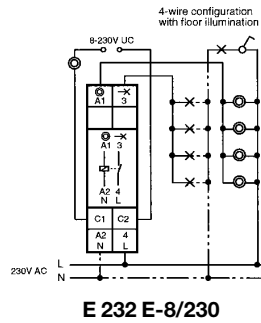 4-wire configuration
with floor illumination
8-230V UC
A1 3
A1 3
A2 4
N L
C1 C2
A2 4
N L
230V AC
L
N
E 232 E-8/230